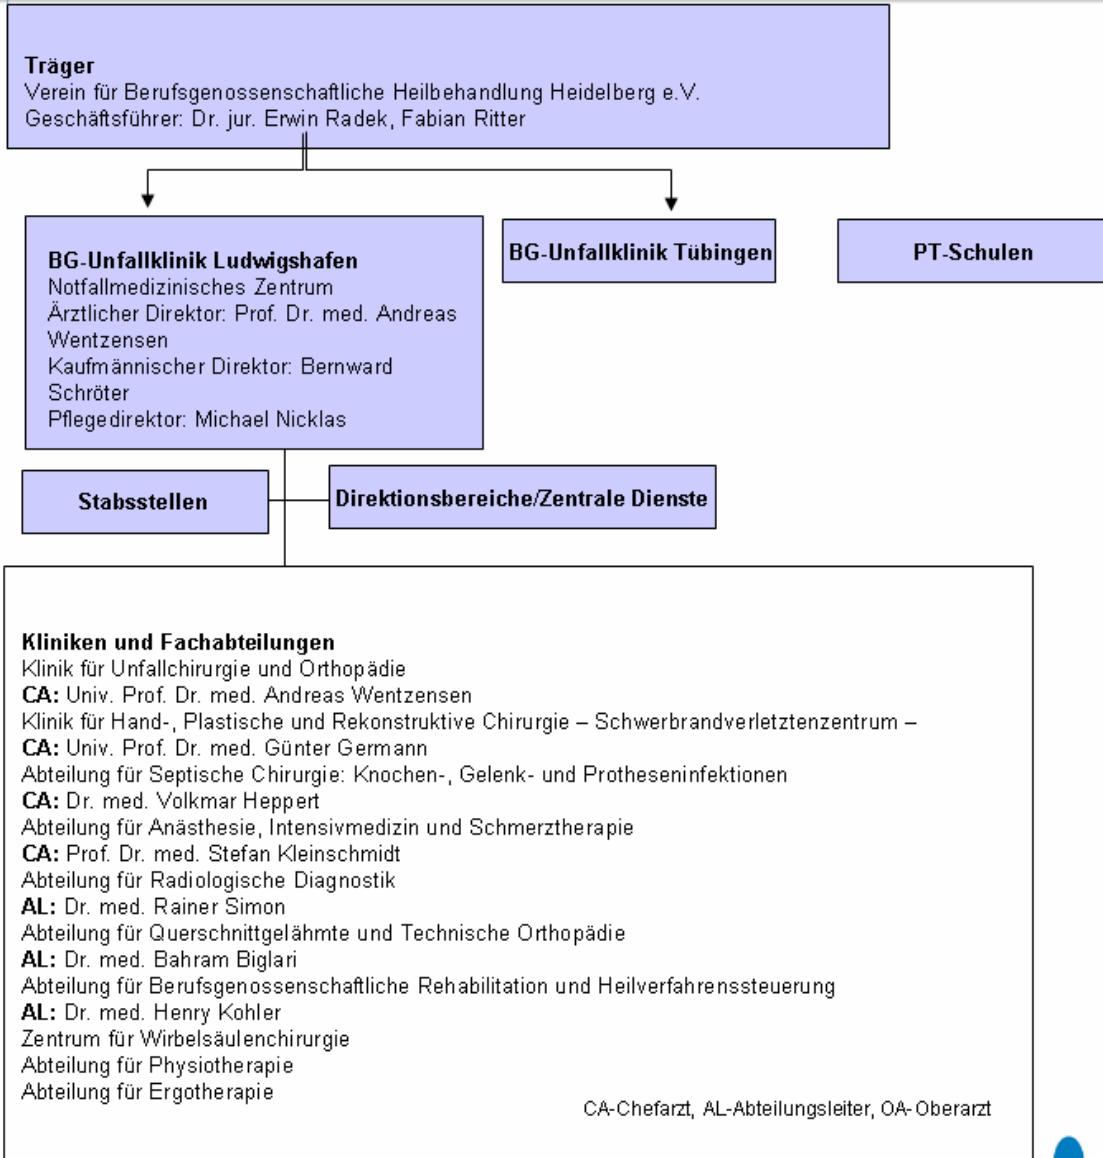 Träger
Verein für Berufsgenossenschaftliche Heilbehandlung Heidelberg e.V.
Geschäftsführer: Dr. jur. Erwin Radek, Fabian Ritter
BG-Unfallklinik Ludwigshafen
Notfallmedizinisches Zentrum
Ärztlicher Direktor: Prof. Dr. med. Andreas
Wentzensen
Kaufmännischer Direktor: Bernward
Schröter
Pflegedirektor: Michael Nicklas
BG-Unfallklinik Tübingen
PT-Schulen
Stabsstellen
Direktionsbereiche/Zentrale Dienste
Kliniken und Fachabteilungen
Klinik für Unfallchirurgie und Orthopädie
CA: Univ. Prof. Dr. med. Andreas Wentzensen
Klinik für Hand-, Plastische und Rekonstruktive Chirurgie – Schwerbrandverletztenzentrum –
CA: Univ. Prof. Dr. med. Günter Germann
Abteilung für Septische Chirurgie: Knochen-, Gelenk- und Protheseninfektionen
CA: Dr. med. Volkmar Heppert
Abteilung für Anästhesie, Intensivmedizin und Schmerztherapie
CA: Prof. Dr. med. Stefan Kleinschmidt
Abteilung für Radiologische Diagnostik
AL: Dr. med. Rainer Simon
Abteilung für Querschnittgelähmte und Technische Orthopädie
AL: Dr. med. Bahram Biglari
Abteilung für Berufsgenossenschaftliche Rehabilitation und Heilverfahrenssteuerung
AL: Dr. med. Henry Kohler
Zentrum für Wirbelsäulenchirurgie
Abteilung für Physiotherapie
Abteilung für Ergotherapie
CA-Chefarzt, AL-Abteilungsleiter, OA-Oberarzt